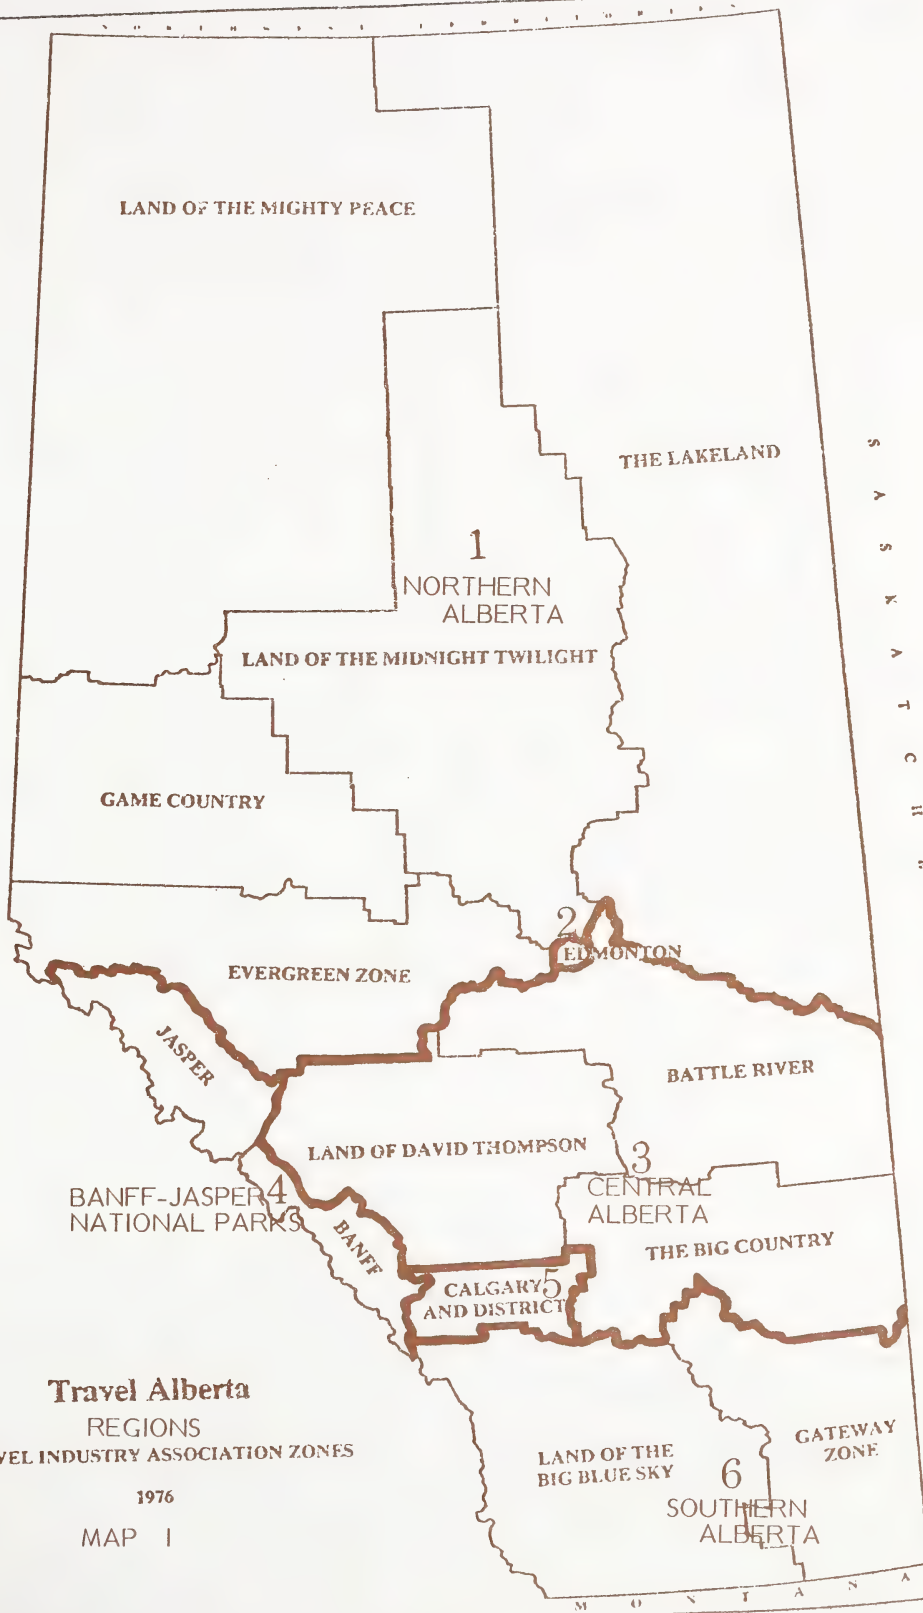 LAND OF THE MIGHTY PEACE
THE LAKELAND
1
NORTHERN
ALBERTA
LAND OF THE MIDNIGHT TWILIGHT
GAME COUNTRY
2
EDMONTON
EVERGREEN ZONE
JASPER
BATTLE RIVER
LAND OF DAVID THOMPSON
3
CENTRAL
ALBERTA
BANFF-JASPER 4
NATIONAL PARKS
BANFF
THE BIG COUNTRY
CALGARY 5
AND DISTRICT
Travel Alberta
REGIONS
VEL INDUSTRY ASSOCIATION ZONES
1976
MAP 1
LAND OF THE
BIG BLUE SKY
GATEWAY
ZONE
6
SOUTHERN
ALBERTA
SASKATCH
MONTANA